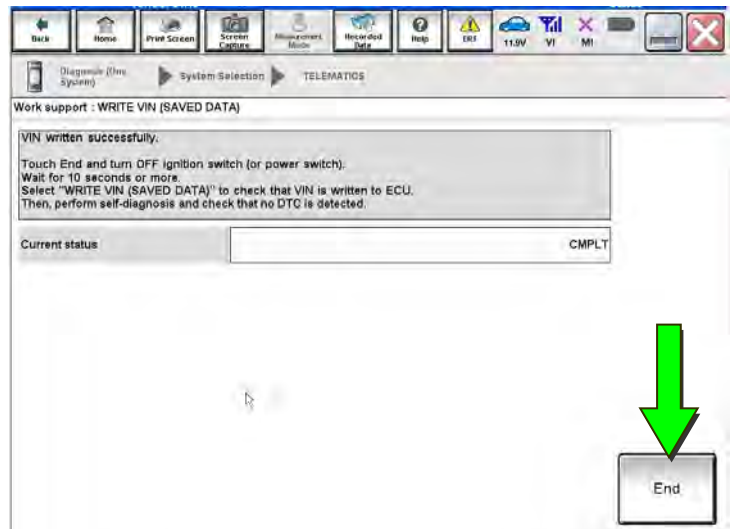 Back
Home
Print Screen
Screen Capture
Measurement Mode
Recorded Data
Help
ERT
11.9V
VI
MI
Diagnosis (One System)
System Selection
TELEMATICS
Work support : WRITE VIN (SAVED DATA)
VIN written successfully.
Touch End and turn OFF ignition switch (or power switch).
Wait for 10 seconds or more.
Select "WRITE VIN (SAVED DATA)" to check that VIN is written to ECU.
Then, perform self-diagnosis and check that no DTC is detected.
Current status
CMPLT
End